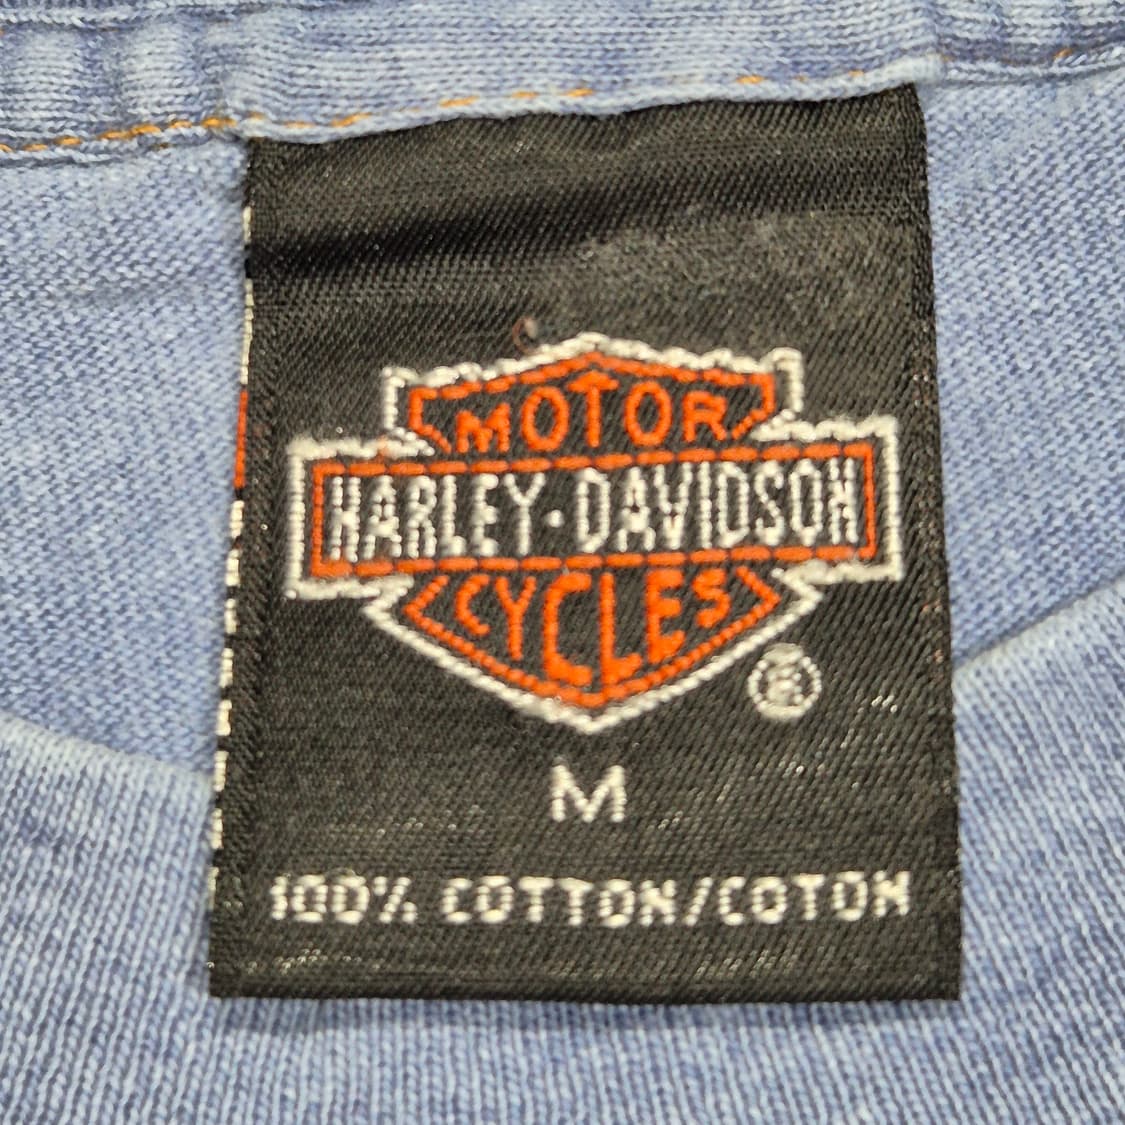 MOTOR
HARLEY-DAVIDSON
CYCLES
®
M
100% COTTON/COTON